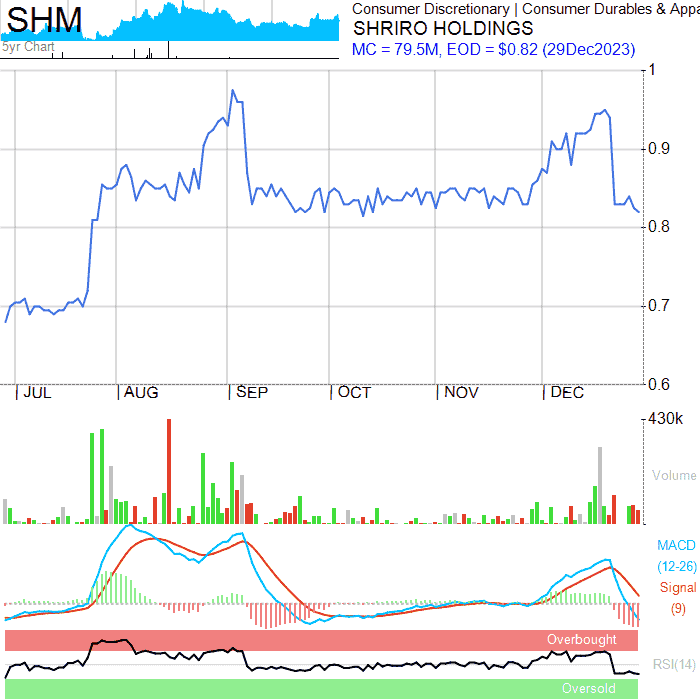 SHM
5yr Chart
Consumer Discretionary | Consumer Durables & Appa
SHRIRO HOLDINGS
MC = 79.5M, EOD = $0.82 (29Dec2023)
1
0.9
0.8
0.7
0.6
JUL AUG SEP OCT NOV DEC
430k
Volume
MACD
(12-26)
Signal
(9)
Overbought
RSI(14)
Oversold